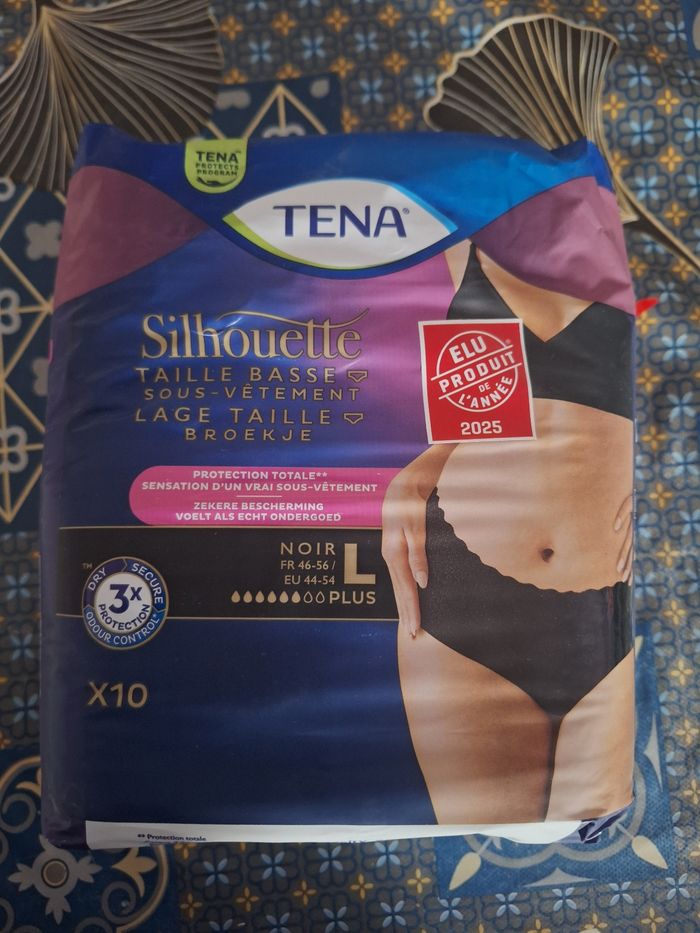 TENA
PROTECTS
PROGRAM
TENA®
Silhouette
TAILLE BASSE
SOUS-VÊTEMENT
LAGE TAILLE
BROEKJE
ELU
PRODUIT
DE
L'ANNÉE
2025
PROTECTION TOTALE**
SENSATION D'UN VRAI SOUS-VÊTEMENT
ZEKERE BESCHERMING
VOELT ALS ECHT ONDERGOED
NOIR
FR 46-56 /
EU 44-54
L
PLUS
TM
DRY SECURE
3x
PROTECTION
ODOUR CONTROL
X10
** Protection totale